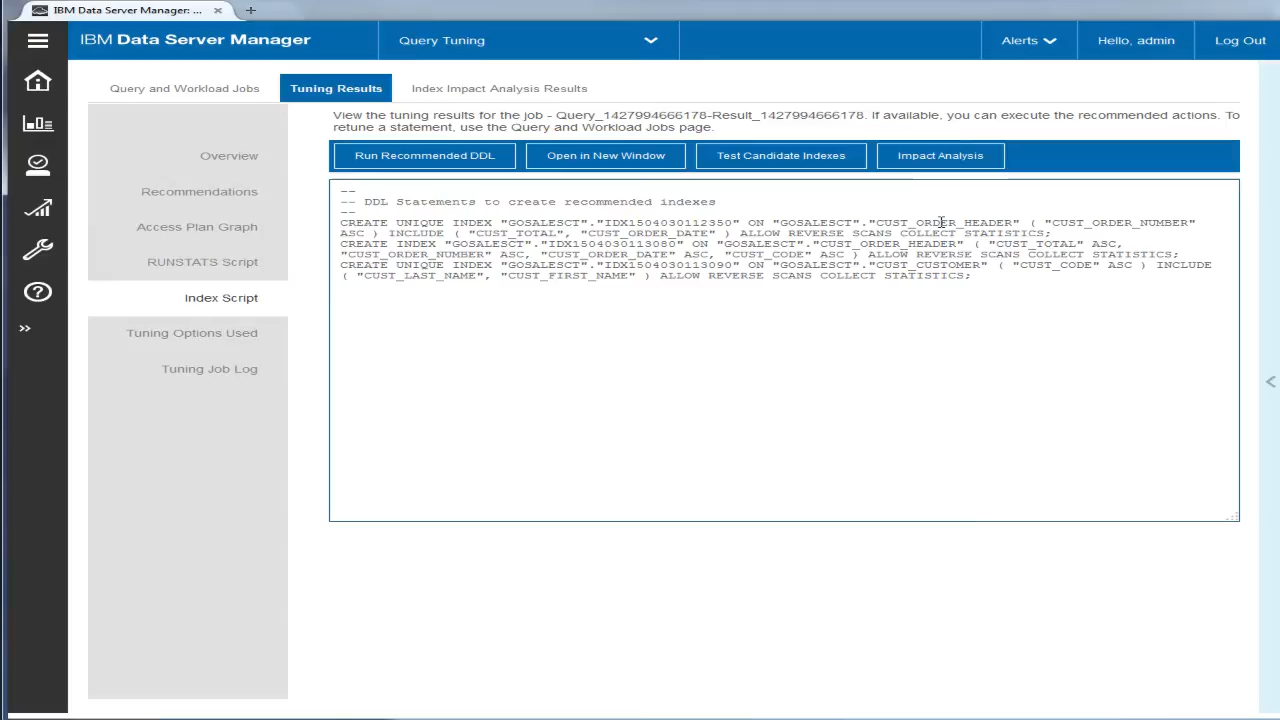 IBM Data Server Manager: ...
IBM Data Server Manager
Query Tuning
Alerts
Hello, admin
Log Out
Query and Workload Jobs
Tuning Results
Index Impact Analysis Results
View the tuning results for the job - Query_1427994666178-Result_1427994666178. If available, you can execute the recommended actions. To
retune a statement, use the Query and Workload Jobs page.
Overview
Recommendations
Access Plan Graph
RUNSTATS Script
Index Script
Tuning Options Used
Tuning Job Log
Run Recommended DDL
Open in New Window
Test Candidate Indexes
Impact Analysis
--
-- DDL Statements to create recommended indexes
--
CREATE UNIQUE INDEX "GOSALESCT"."IDX1504030112350" ON "GOSALESCT"."CUST_ORDER_HEADER" ( "CUST_ORDER_NUMBER"
ASC ) INCLUDE ( "CUST_TOTAL", "CUST_ORDER_DATE" ) ALLOW REVERSE SCANS COLLECT STATISTICS;
CREATE INDEX "GOSALESCT"."IDX1504030113080" ON "GOSALESCT"."CUST_ORDER_HEADER" ( "CUST_TOTAL" ASC,
"CUST_ORDER_NUMBER" ASC, "CUST_ORDER_DATE" ASC, "CUST_CODE" ASC ) ALLOW REVERSE SCANS COLLECT STATISTICS;
CREATE UNIQUE INDEX "GOSALESCT"."IDX1504030113090" ON "GOSALESCT"."CUST_CUSTOMER" ( "CUST_CODE" ASC ) INCLUDE
( "CUST_LAST_NAME", "CUST_FIRST_NAME" ) ALLOW REVERSE SCANS COLLECT STATISTICS;